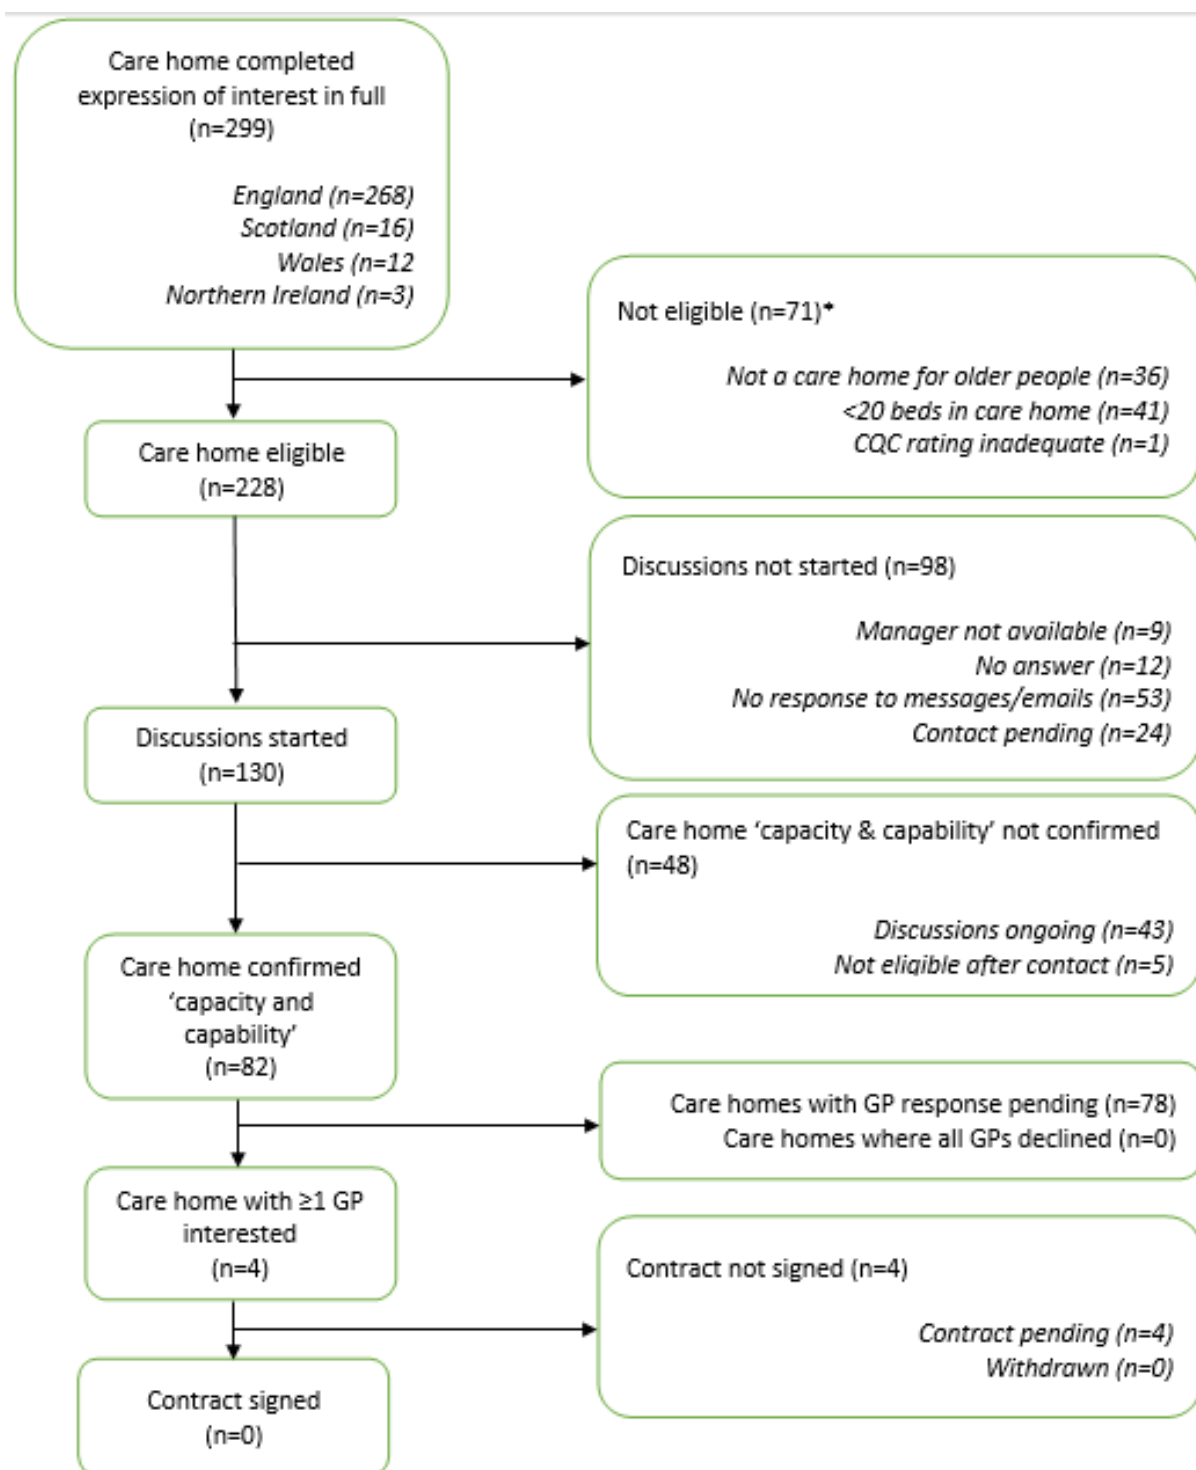 Care home completed
expression of interest in full
(n=299)
England (n=268)
Scotland (n=16)
Wales (n=12
Northern Ireland (n=3)
Not eligible (n=71)*
Not a care home for older people (n=36)
<20 beds in care home (n=41)
CQC rating inadequate (n=1)
Care home eligible
(n=228)
Discussions not started (n=98)
Manager not available (n=9)
No answer (n=12)
No response to messages/emails (n=53)
Contact pending (n=24)
Discussions started
(n=130)
Care home ‘capacity & capability’ not confirmed
(n=48)
Discussions ongoing (n=43)
Not eligible after contact (n=5)
Care home confirmed
‘capacity and
capability’
(n=82)
Care homes with GP response pending (n=78)
Care homes where all GPs declined (n=0)
Care home with ≥1 GP
interested
(n=4)
Contract not signed (n=4)
Contract pending (n=4)
Withdrawn (n=0)
Contract signed
(n=0)